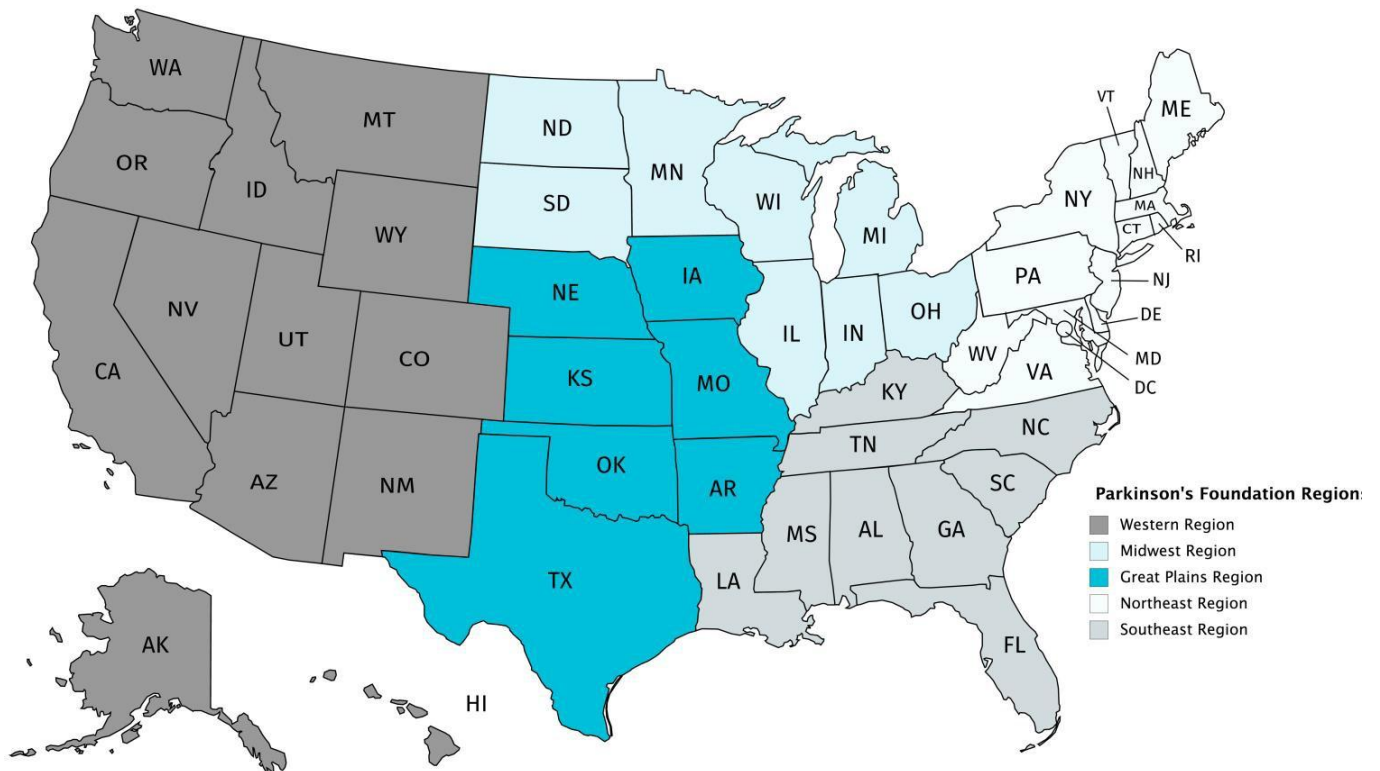 WA
MT
ND
MN
VT
ME
OR
ID
SD
WI
MI
NY
NH
MA
CT
RI
WY
NE
IA
PA
NJ
NV
UT
CO
IL
IN
OH
WV
DE
MD
DC
CA
KS
MO
KY
VA
AZ
NM
OK
AR
TN
NC
SC
MS
AL
GA
TX
LA
FL
AK
HI
Parkinson's Foundation Region:
Western Region
Midwest Region
Great Plains Region
Northeast Region
Southeast Region